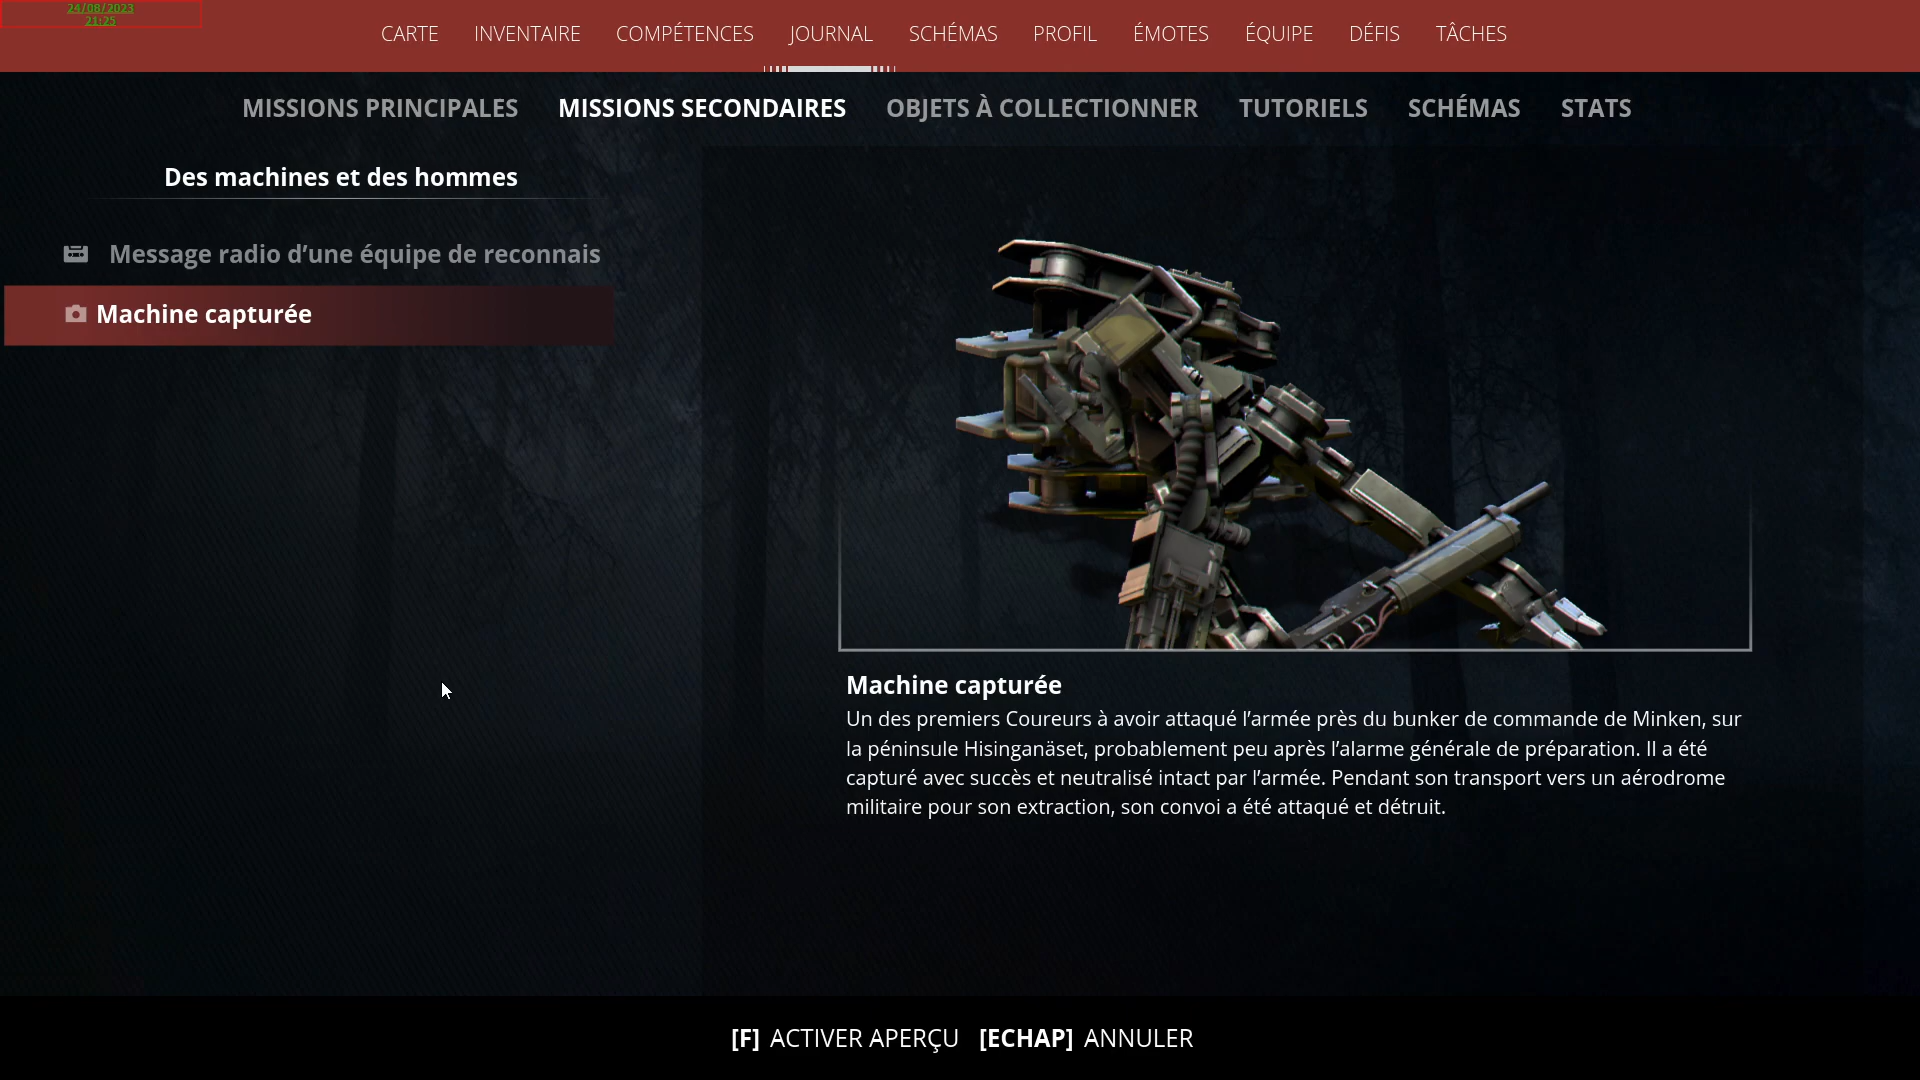 24/08/2023
21:25
CARTE INVENTAIRE COMPÉTENCES JOURNAL SCHÉMAS PROFIL ÉMOTES ÉQUIPE DÉFIS TÂCHES
MISSIONS PRINCIPALES MISSIONS SECONDAIRES OBJETS À COLLECTIONNER TUTORIELS SCHÉMAS STATS
Des machines et des hommes
Message radio d’une équipe de reconnais
Machine capturée
Machine capturée
Un des premiers Coureurs à avoir attaqué l’armée près du bunker de commande de Minken, sur
la péninsule Hisinganäset, probablement peu après l’alarme générale de préparation. Il a été
capturé avec succès et neutralisé intact par l’armée. Pendant son transport vers un aérodrome
militaire pour son extraction, son convoi a été attaqué et détruit.
[F] ACTIVER APERÇU [ECHAP] ANNULER